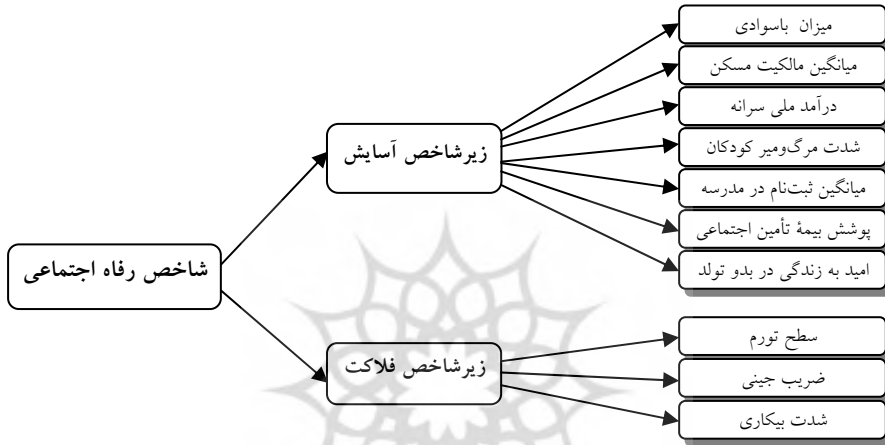 شاخص رفاه اجتماعی
زیرشاخص آسایش
میزان باسوادی
میانگین مالکیت مسکن
درآمد ملی سرانه
شدت مرگ‌ومیر کودکان
میانگین ثبت‌نام در مدرسه
پوشش بیمهٔ تأمین اجتماعی
امید به زندگی در بدو تولد
زیرشاخص فلاکت
سطح تورم
ضریب جینی
شدت بیکاری